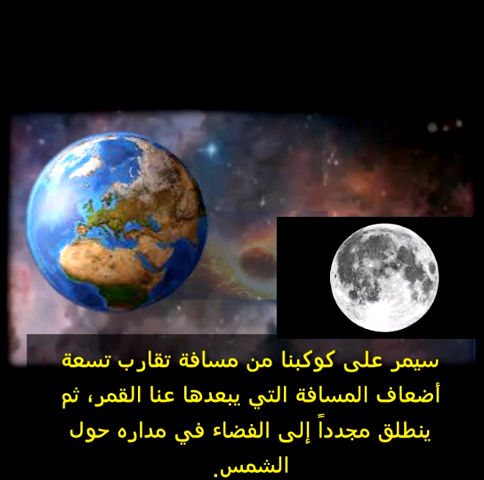 سيمر على كوكبنا من مسافة تقارب تسعة
أضعاف المسافة التي يبعدها عنا القمر، ثم
ينطلق مجدداً إلى الفضاء في مداره حول
الشمس.